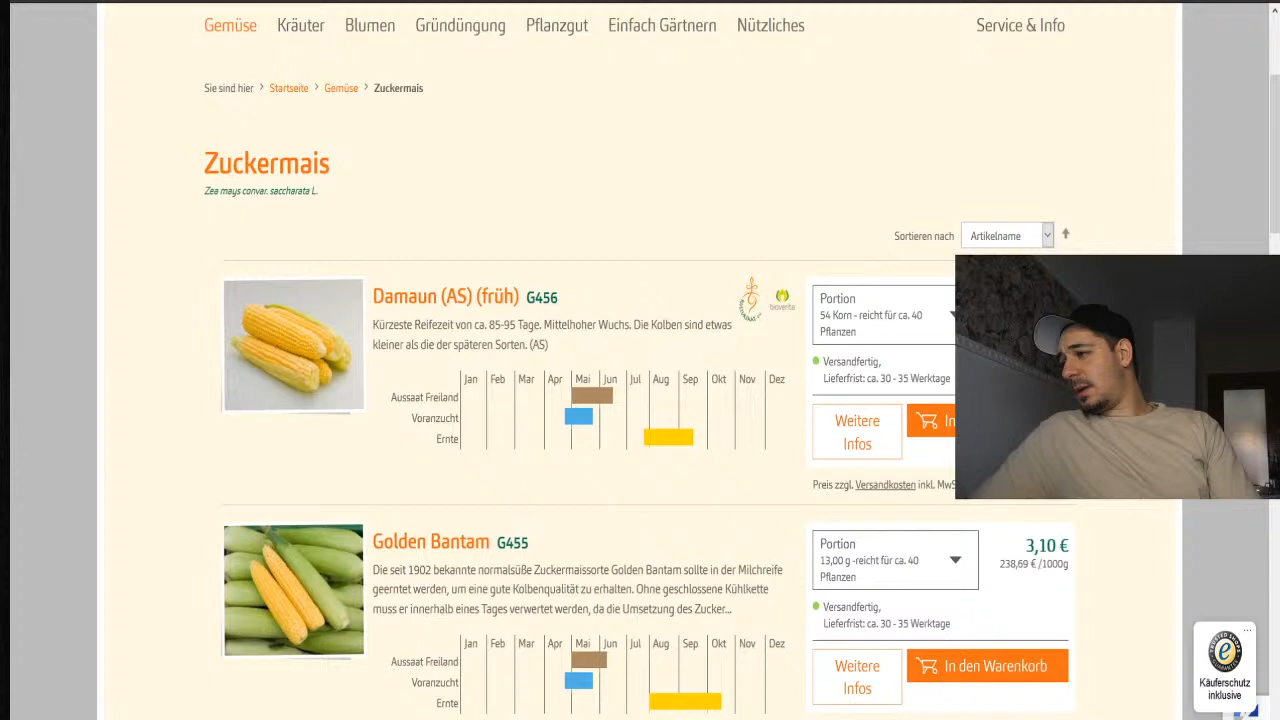 Gemüse Kräuter Blumen Gründüngung Pflanzgut Einfach Gärtnern Nützliches Service & Info
Sie sind hier > Startseite > Gemüse > Zuckermais
Zuckermais
Zea mays convar. saccharata L.
Sortieren nach Artikelname
Damaun (AS) (früh) G456
Kürzeste Reifezeit von ca. 85-95 Tage. Mittelhoher Wuchs. Die Kolben sind etwas
kleiner als die der späteren Sorten. (AS)
bioverita
Jan Feb Mar Apr Mai Jun Jul Aug Sep Okt Nov Dez
Aussaat Freiland
Voranzucht
Ernte
Portion
54 Korn - reicht für ca. 40
Pflanzen
Versandfertig,
Lieferfrist: ca. 30 - 35 Werktage
Weitere
Infos
In
Preis zzgl. Versandkosten inkl. MwS
Golden Bantam G455
Die seit 1902 bekannte normalsüße Zuckermaissorte Golden Bantam sollte in der Milchreife
geerntet werden, um eine gute Kolbenqualität zu erhalten. Ohne geschlossene Kühlkette
muss er innerhalb eines Tages verwertet werden, da die Umsetzung des Zucker...
Jan Feb Mar Apr Mai Jun Jul Aug Sep Okt Nov Dez
Aussaat Freiland
Voranzucht
Ernte
Portion
13,00 g -reicht für ca. 40
Pflanzen
3,10 €
238,69 € /1000g
Versandfertig,
Lieferfrist: ca. 30 - 35 Werktage
Weitere
Infos
In den Warenkorb
Käuferschutz
inklusive